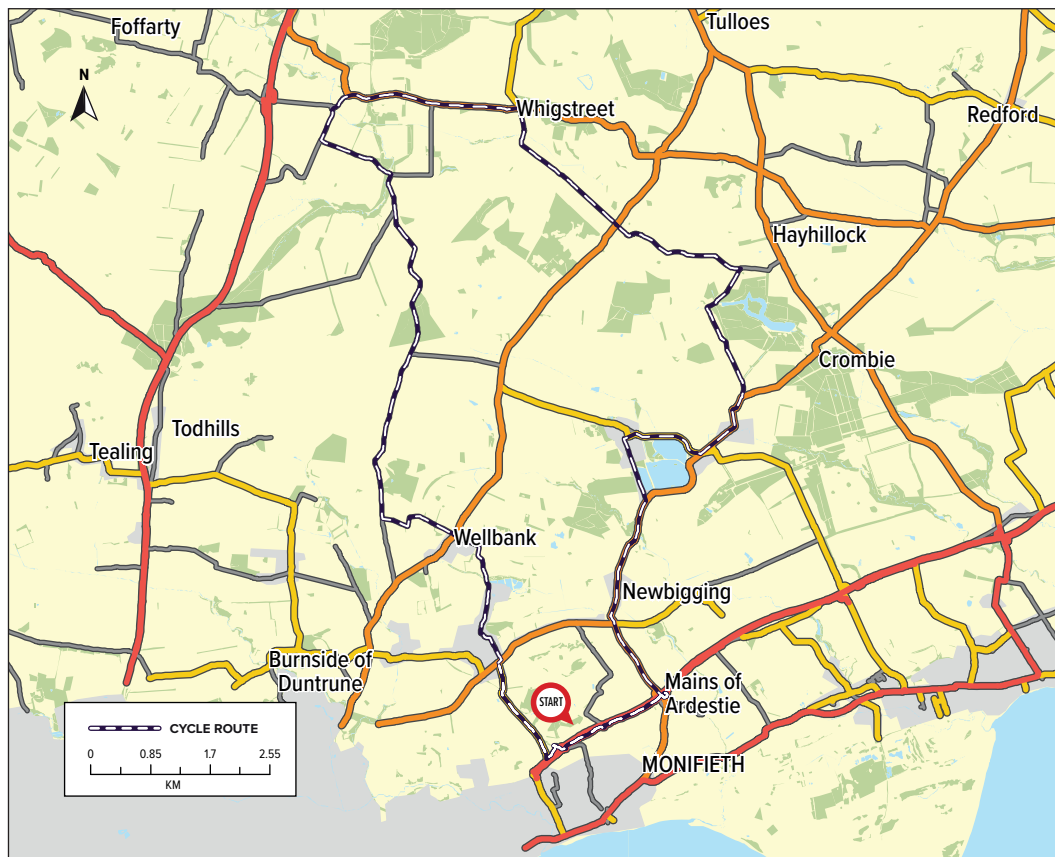 Foffarty
Tulloes
N
Whigstreet
Redford
Hayhillock
Crombie
Todhills
Tealing
Wellbank
Newbigging
Burnside of
Duntrune
START
Mains of
Ardestie
MONIFIETH
CYCLE ROUTE
0 0.85 1.7 2.55
KM